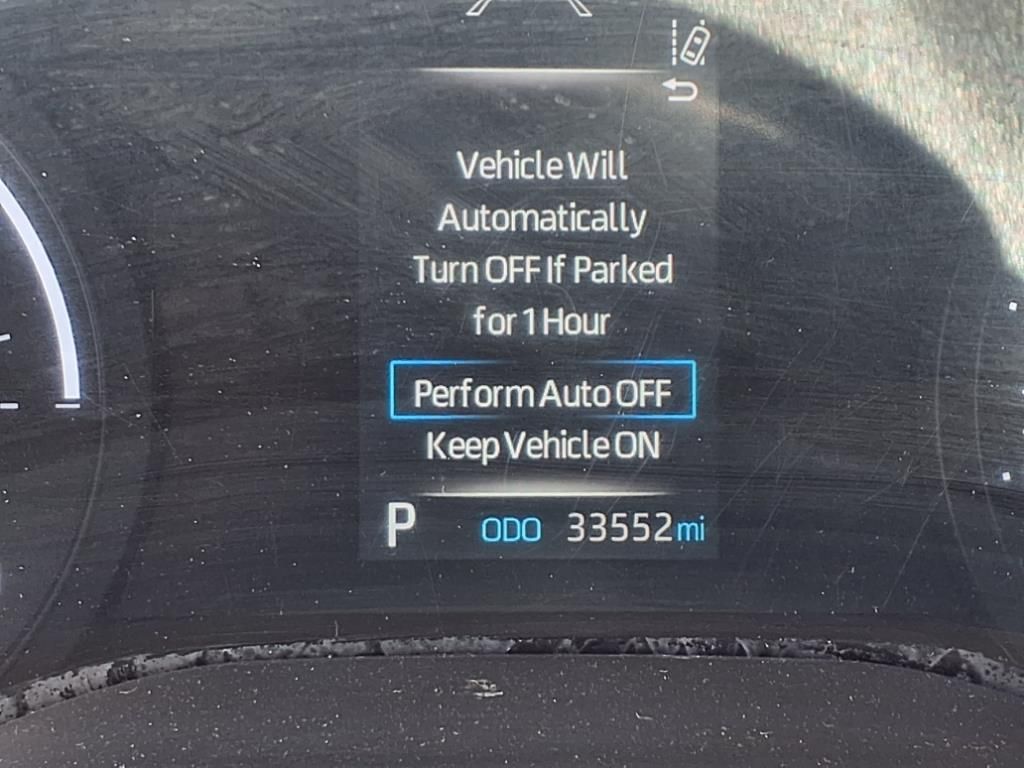 Vehicle Will
Automatically
Turn OFF If Parked
for 1 Hour
Perform Auto OFF
Keep Vehicle ON
P ODO 33552 mi